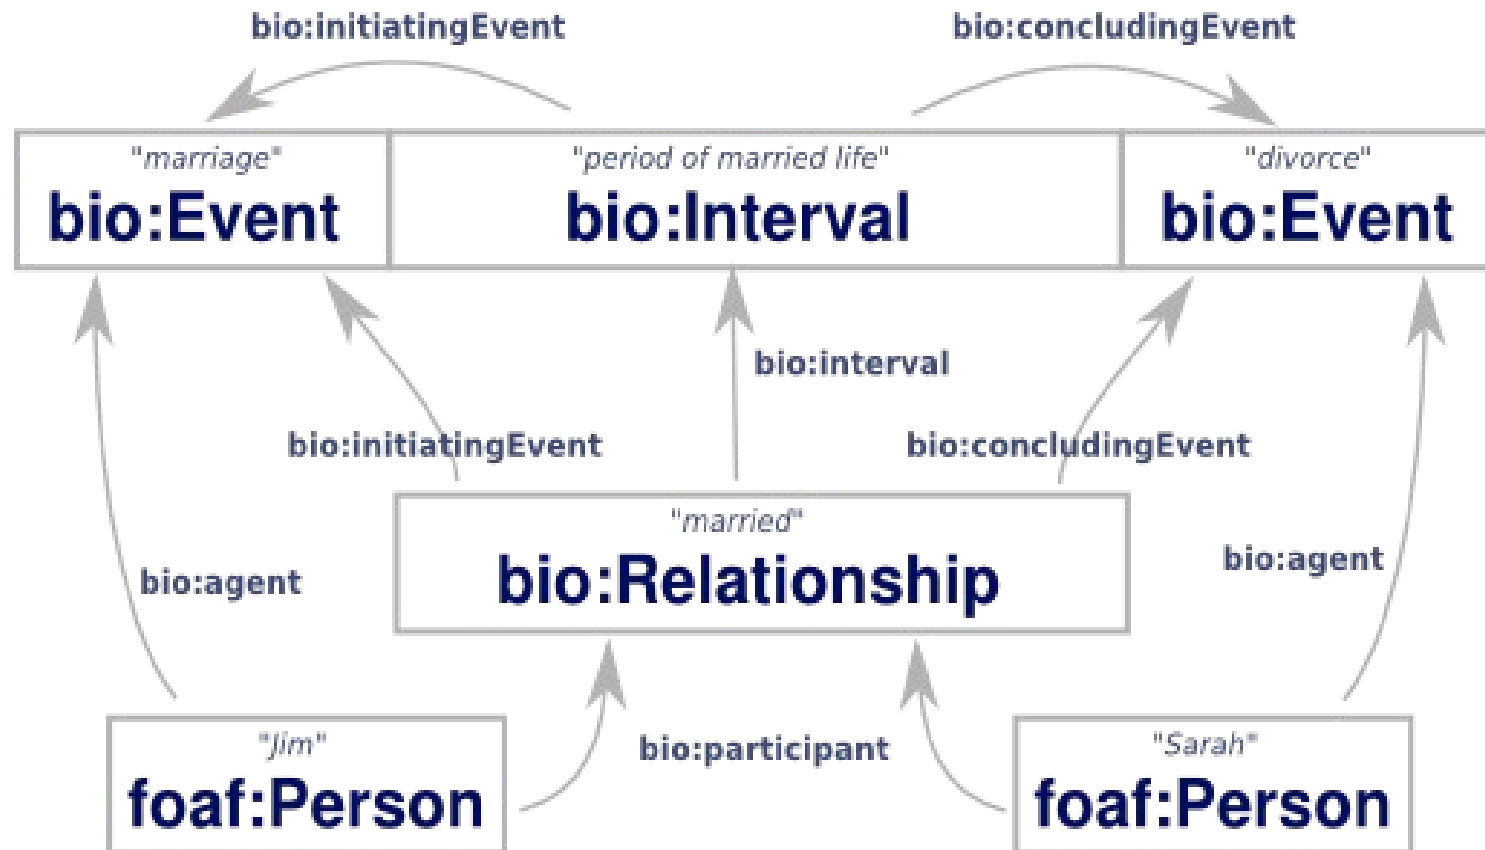 bio:initiatingEvent
bio:concludingEvent
"marriage"
bio:Event
"period of married life"
bio:Interval
"divorce"
bio:Event
bio:interval
bio:initiatingEvent
bio:concludingEvent
"married"
bio:Relationship
bio:agent
bio:agent
bio:participant
"Jim"
foaf:Person
"Sarah"
foaf:Person